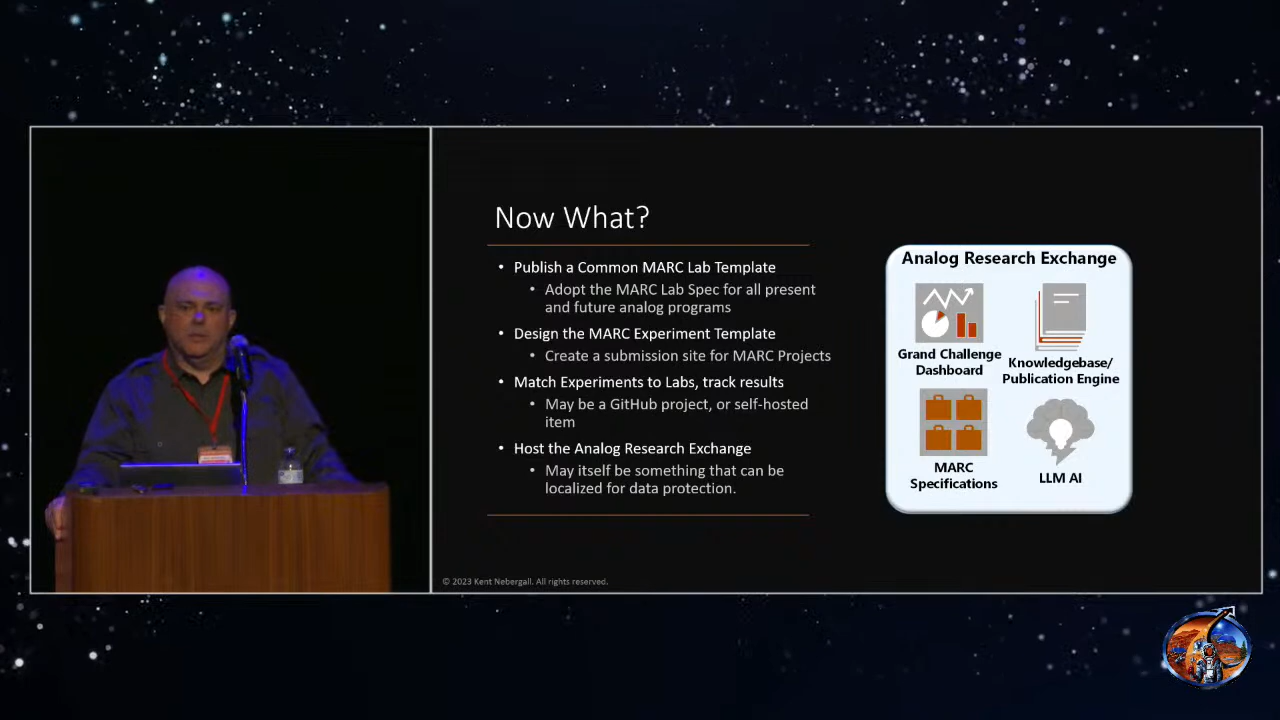 Now What?
• Publish a Common MARC Lab Template
• Adopt the MARC Lab Spec for all present
and future analog programs
• Design the MARC Experiment Template
• Create a submission site for MARC Projects
• Match Experiments to Labs, track results
• May be a GitHub project, or self-hosted
item
• Host the Analog Research Exchange
• May itself be something that can be
localized for data protection.
© 2023 Kent Nebergall. All rights reserved.
Analog Research Exchange
Grand Challenge
Dashboard
Knowledgebase/
Publication Engine
MARC
Specifications
LLM AI